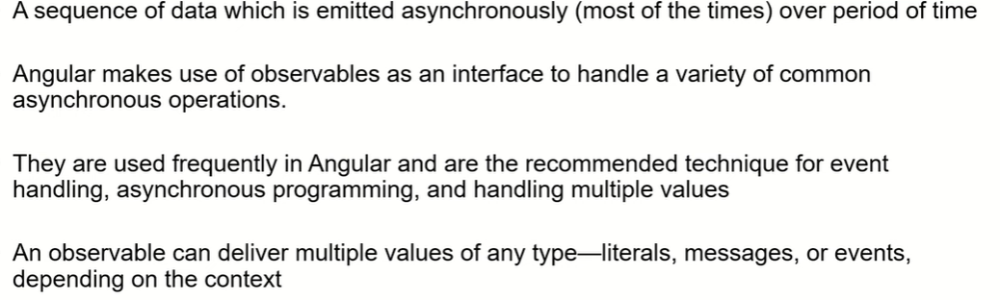 A sequence of data which is emitted asynchronously (most of the times) over period of time
Angular makes use of observables as an interface to handle a variety of common
asynchronous operations.
They are used frequently in Angular and are the recommended technique for event
handling, asynchronous programming, and handling multiple values
An observable can deliver multiple values of any type—literals, messages, or events,
depending on the context